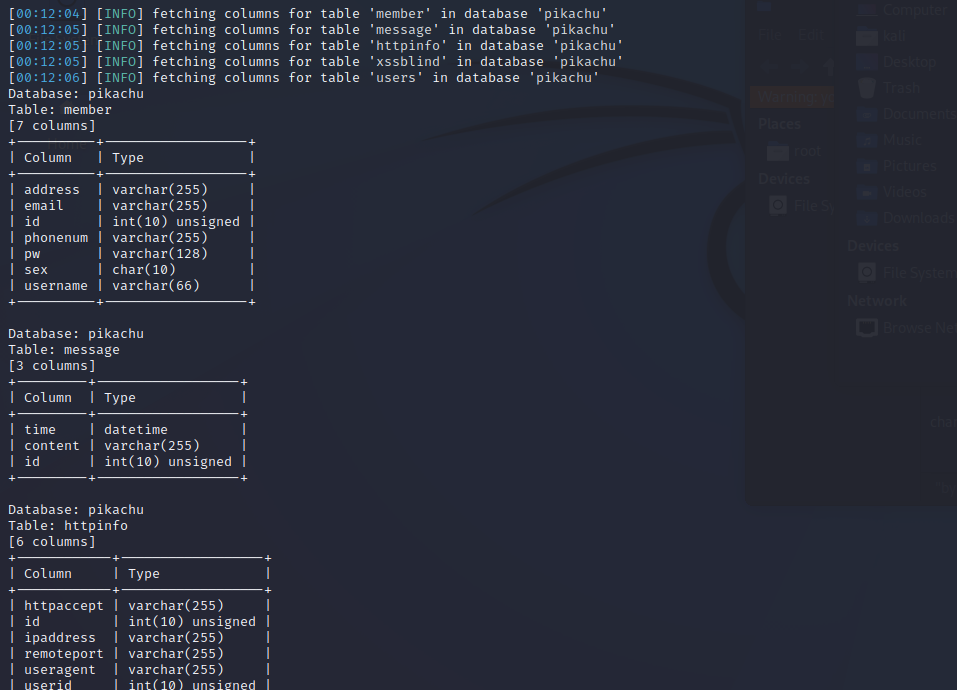 [00:12:04] [INFO] fetching columns for table 'member' in database 'pikachu'
[00:12:05] [INFO] fetching columns for table 'message' in database 'pikachu'
[00:12:05] [INFO] fetching columns for table 'httpinfo' in database 'pikachu'
[00:12:05] [INFO] fetching columns for table 'xssblind' in database 'pikachu'
[00:12:06] [INFO] fetching columns for table 'users' in database 'pikachu'
Database: pikachu
Table: member
[7 columns]
| Column | Type |
| address | varchar(255) |
| email | varchar(255) |
| id | int(10) unsigned |
| phonenum | varchar(255) |
| pw | varchar(128) |
| sex | char(10) |
| username | varchar(66) |
Database: pikachu
Table: message
[3 columns]
| Column | Type |
| time | datetime |
| content | varchar(255) |
| id | int(10) unsigned |
Database: pikachu
Table: httpinfo
[6 columns]
| Column | Type |
| httpaccept | varchar(255) |
| id | int(10) unsigned |
| ipaddress | varchar(255) |
| remoteport | varchar(255) |
| useragent | varchar(255) |
| userid | int(10) unsigned |
File Edit
Warning:
Places
root
Devices
File Sy
Computer
kali
Desktop
Trash
Documents
Music
Pictures
Videos
Downloads
Devices
File System
Network
Browse Ne